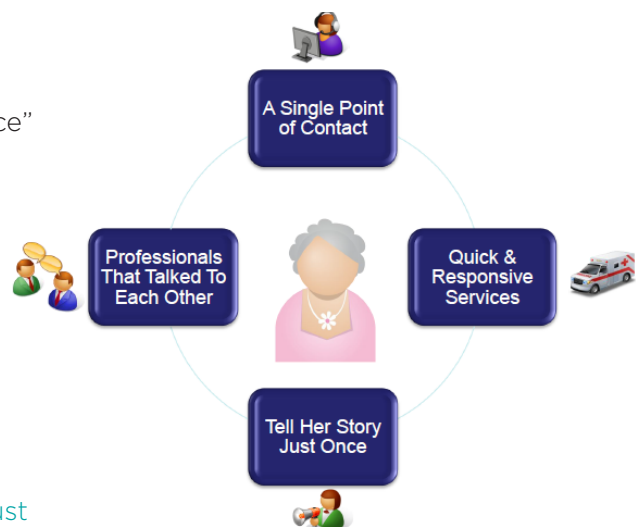 A Single Point
of Contact
ce”
Professionals
That Talked To
Each Other
Quick &
Responsive
Services
Tell Her Story
Just Once
ust